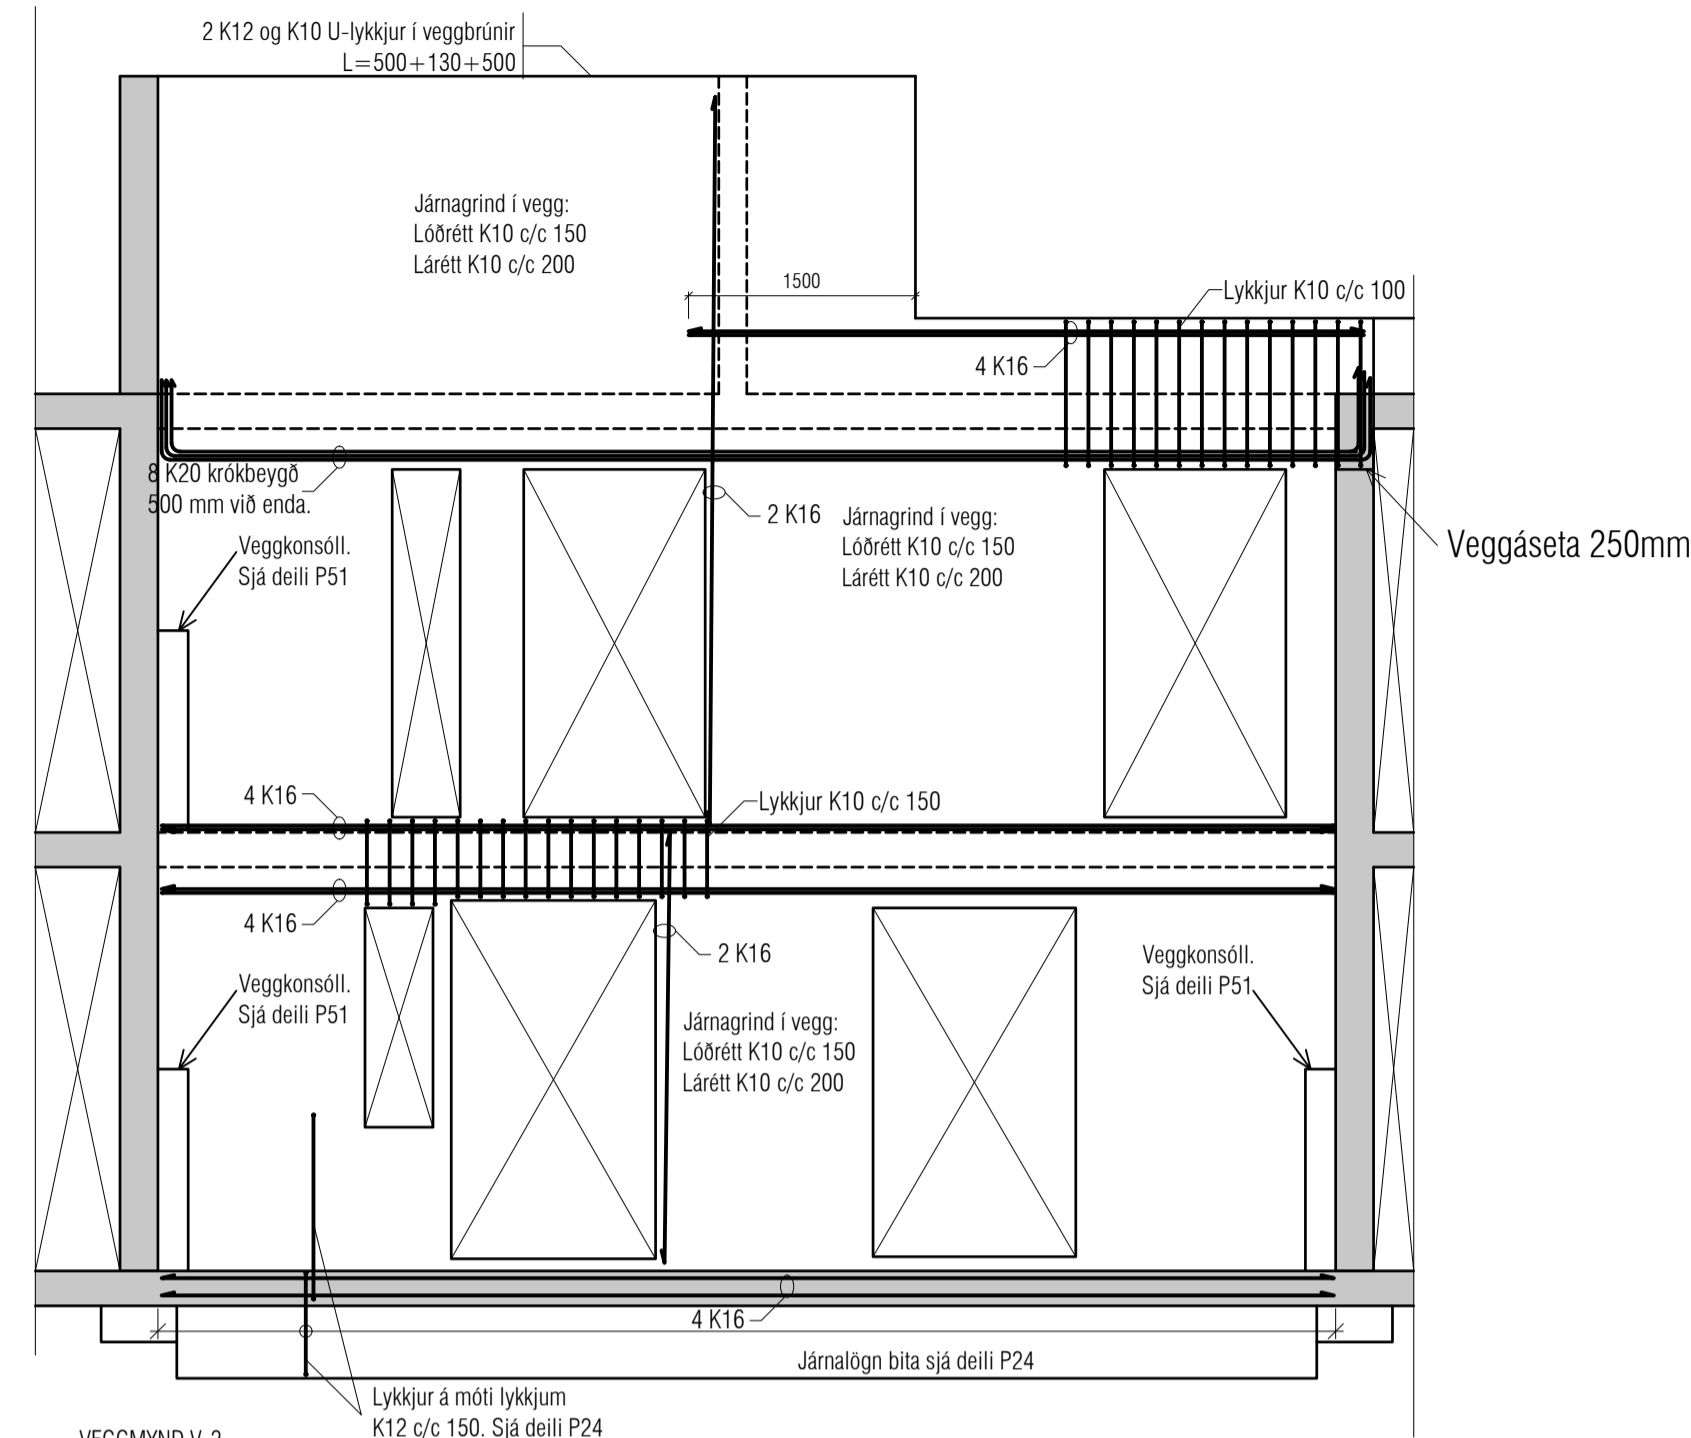 2 K12 og K10 U-lykkjur í veggbrúnir
L=500+130+500
Járnagrind í vegg:
Lóðrétt K10 c/c 150
Lárétt K10 c/c 200
1500
Lykkjur K10 c/c 100
4 K16
8 K20 krókbeygð
500 mm við enda.
2 K16
Járnagrind í vegg:
Lóðrétt K10 c/c 150
Lárétt K10 c/c 200
Veggáseta 250mm
Veggkonsóll.
Sjá deili P51
4 K16
Lykkjur K10 c/c 150
4 K16
2 K16
Veggkonsóll.
Sjá deili P51
Veggkonsóll.
Sjá deili P51
Járnagrind í vegg:
Lóðrétt K10 c/c 150
Lárétt K10 c/c 200
4 K16
Járnalögn bita sjá deili P24
Lykkjur á móti lykkjum
K12 c/c 150. Sjá deili P24
VEGGMYND V-2